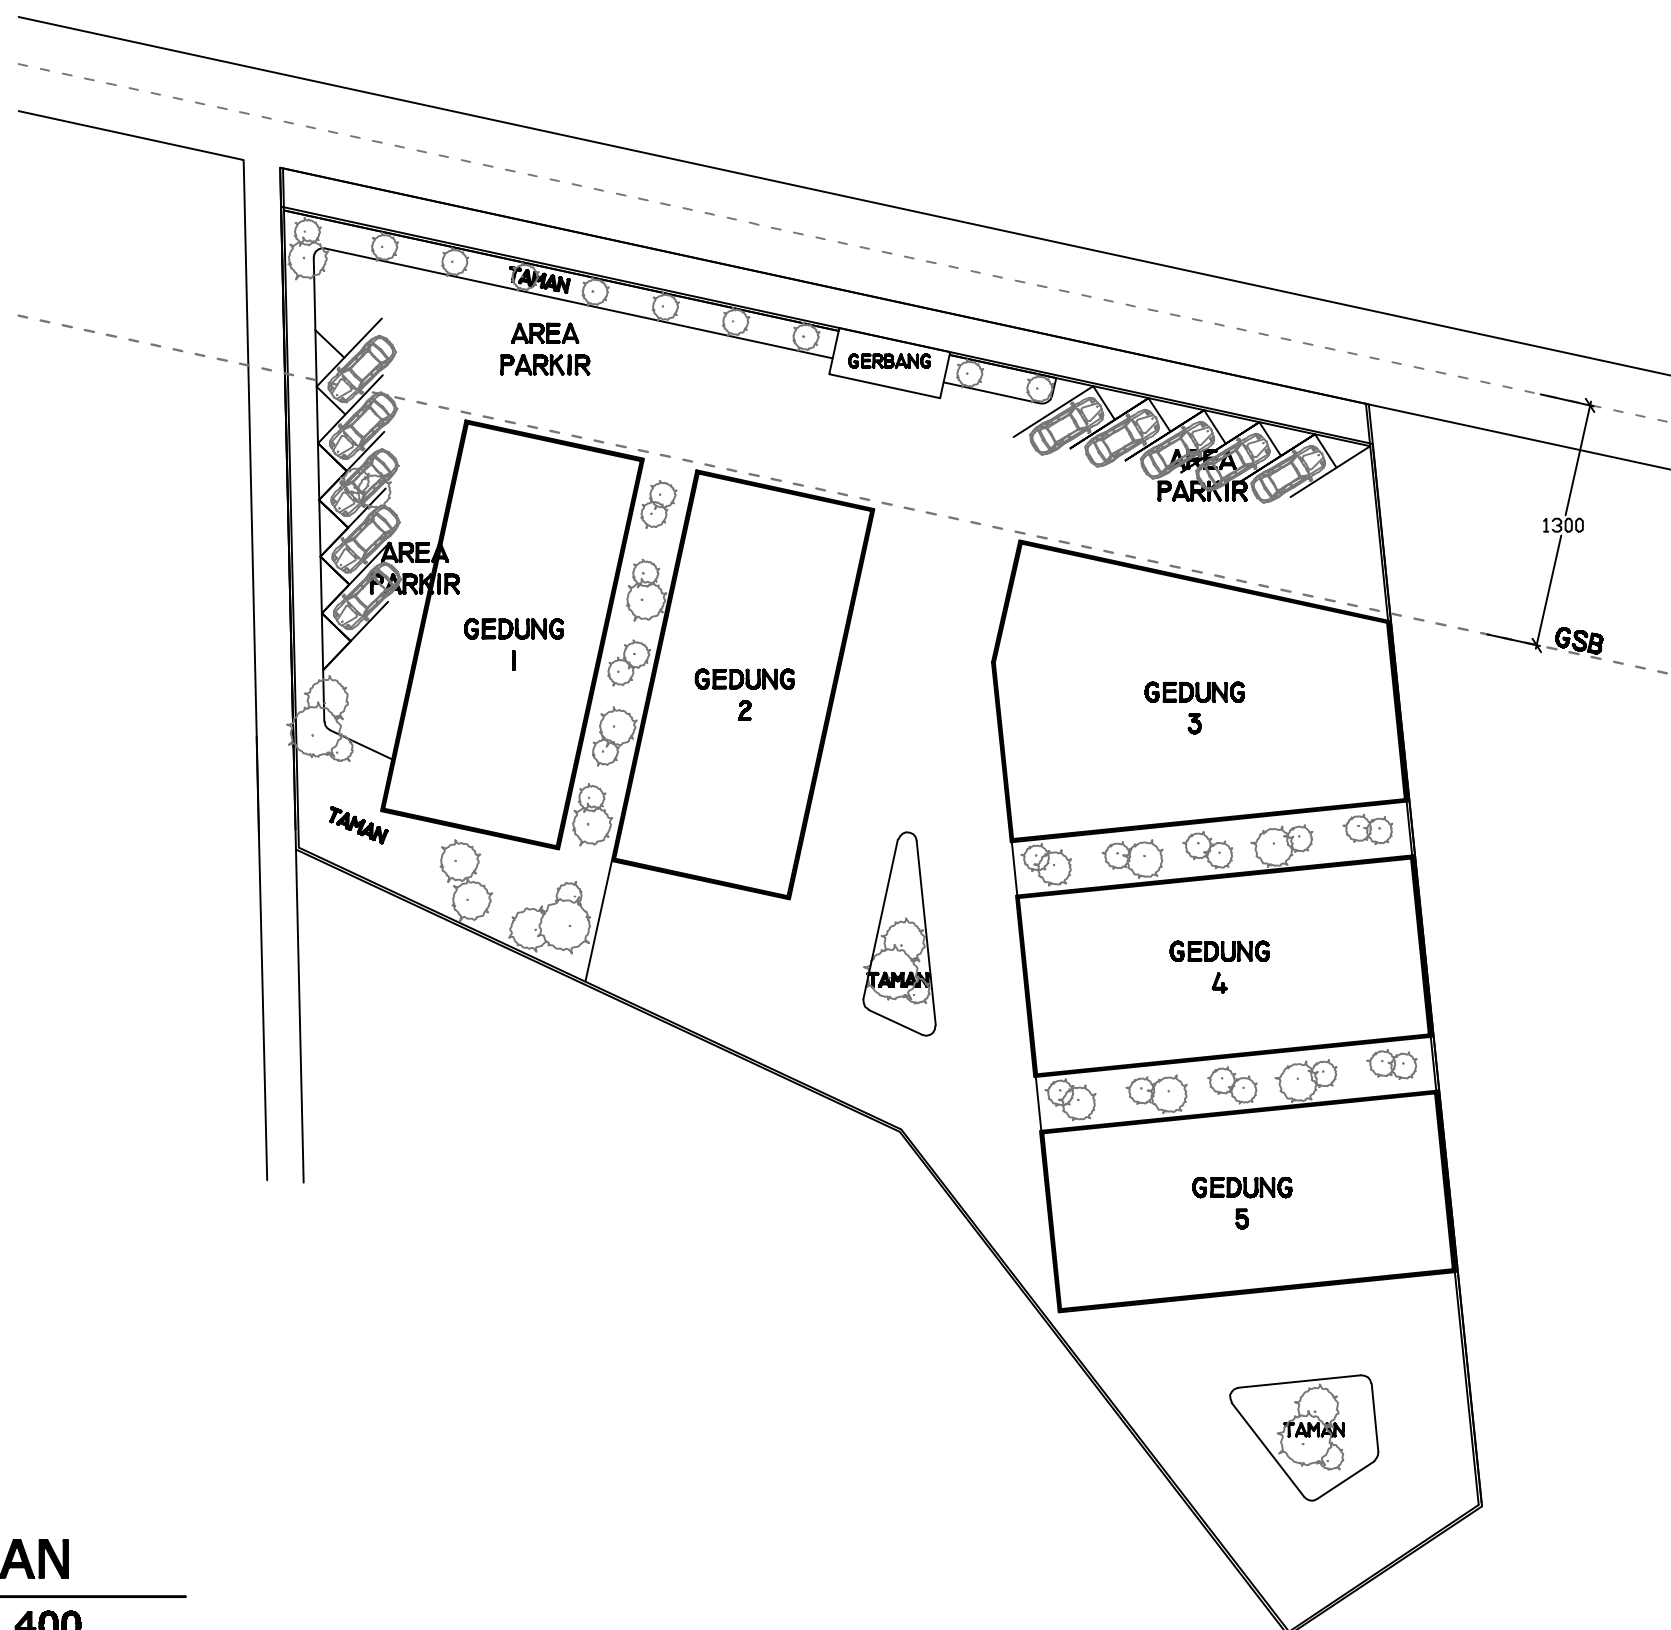 TAMAN
AREA
PARKIR
GERBANG
AREA
PARKIR
1300
GSB
AREA
PARKIR
GEDUNG
1
GEDUNG
2
GEDUNG
3
TAMAN
GEDUNG
4
TAMAN
GEDUNG
5
TAMAN
AN
400